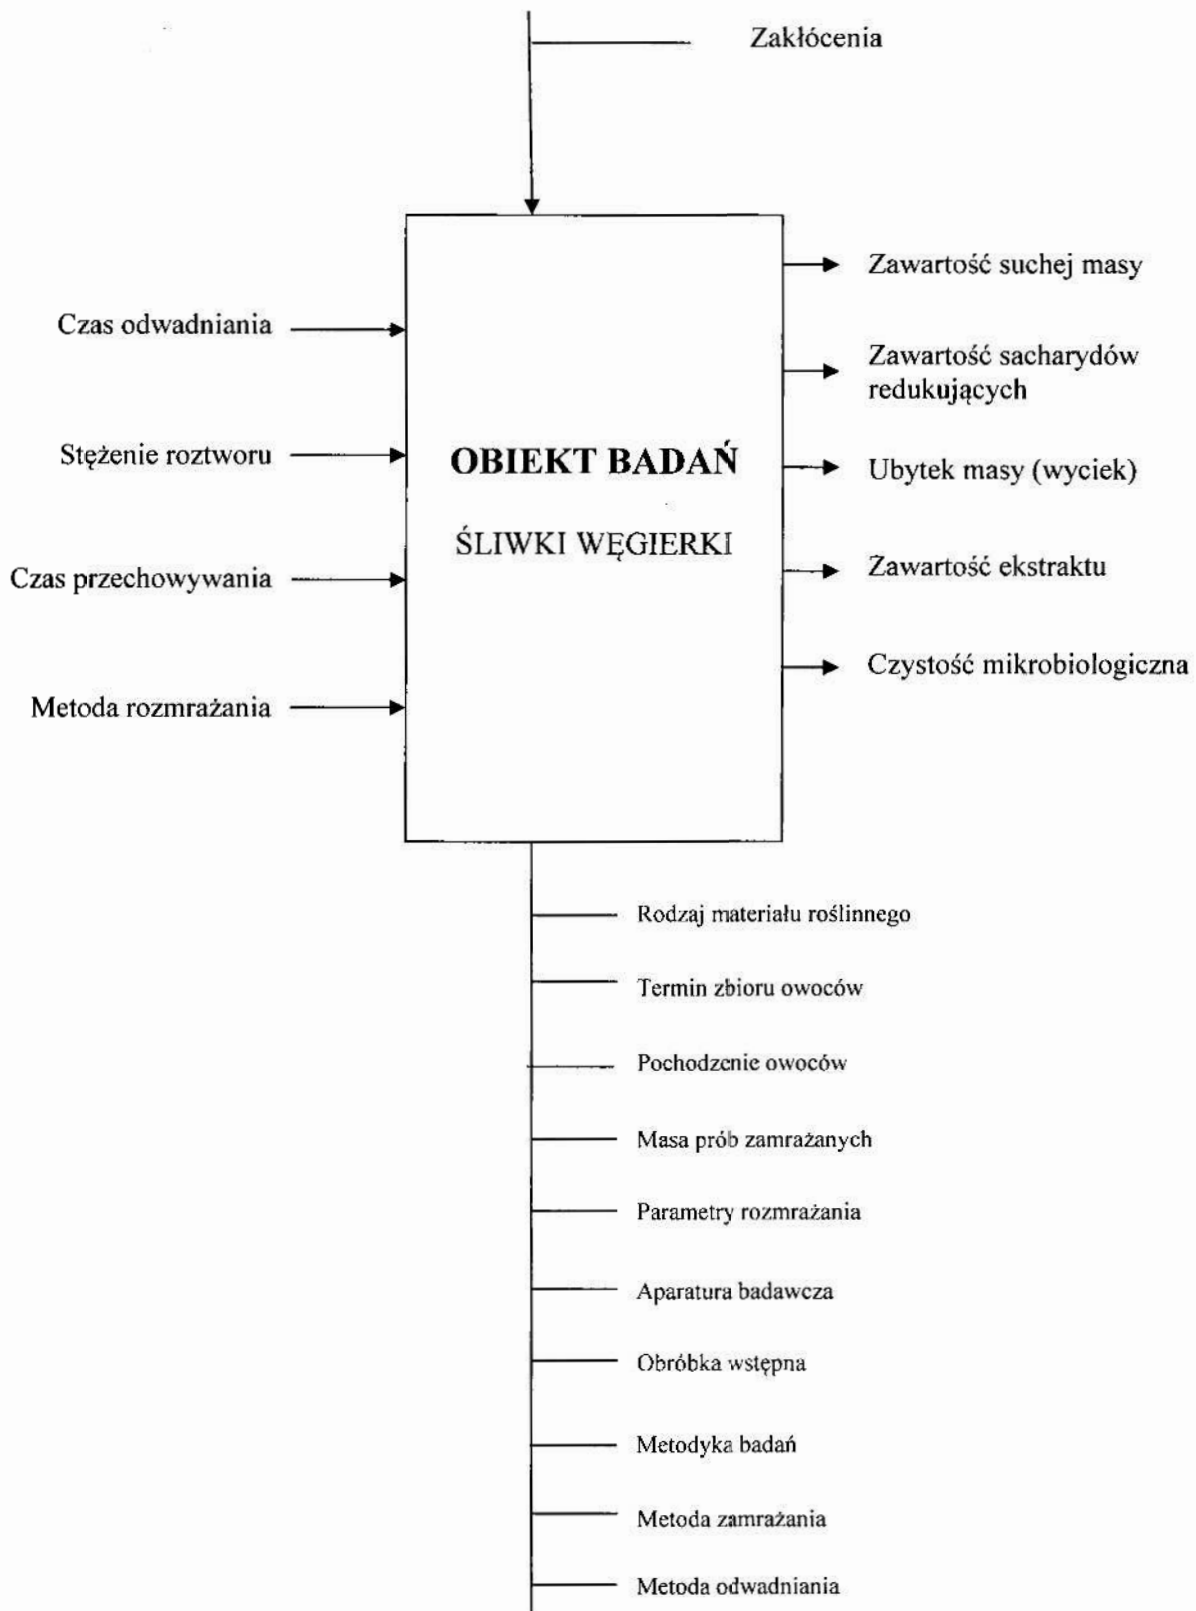 Zakłócenia
Czas odwadniania
Stężenie roztworu
Czas przechowywania
Metoda rozmrażania
OBIEKT BADAŃ
ŚLIWKI WĘGIERKI
Zawartość suchej masy
Zawartość sacharydów
redukujących
Ubytek masy (wyciek)
Zawartość ekstraktu
Czystość mikrobiologiczna
Rodzaj materiału roślinnego
Termin zbioru owoców
Pochodzenie owoców
Masa prób zamrażanych
Parametry rozmrażania
Aparatura badawcza
Obróbka wstępna
Metodyka badań
Metoda zamrażania
Metoda odwadniania